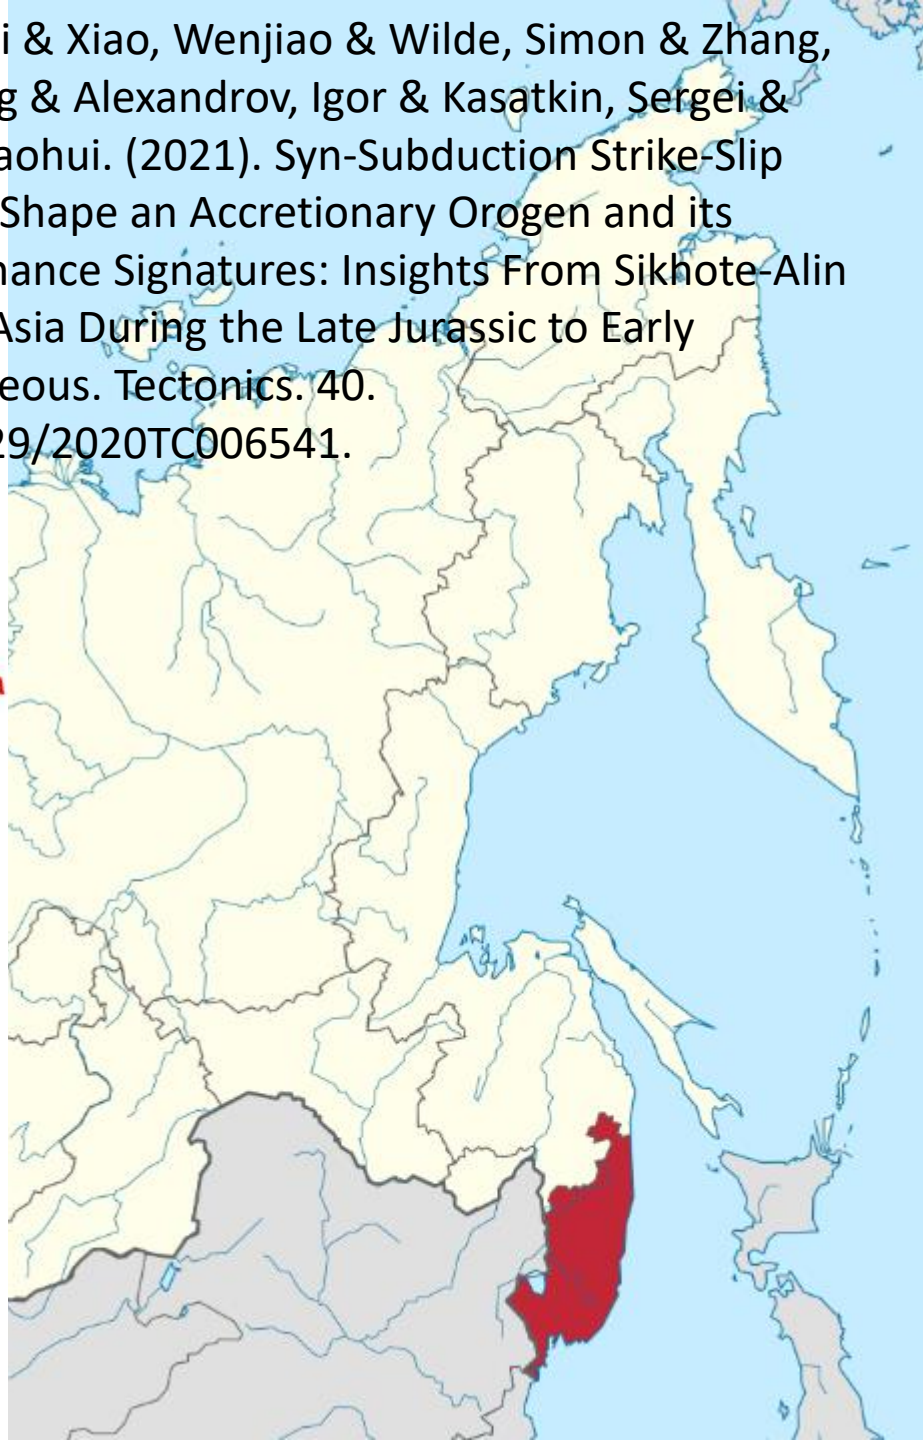 i & Xiao, Wenjiao & Wilde, Simon & Zhang,
g & Alexandrov, Igor & Kasatkin, Sergei &
aohui. (2021). Syn-Subduction Strike-Slip
Shape an Accretionary Orogen and its
nance Signatures: Insights From Sikhote-Alin
Asia During the Late Jurassic to Early
eous. Tectonics. 40.
29/2020TC006541.